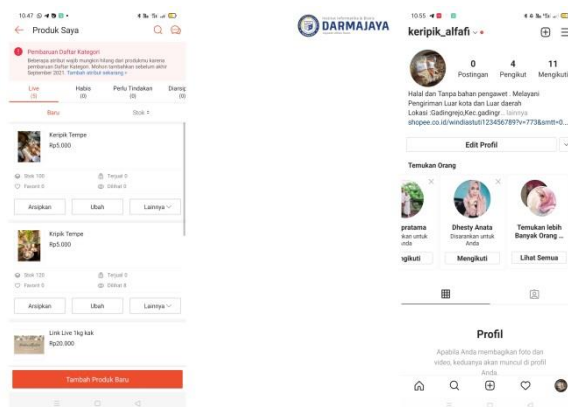 10.47
Produk Saya
Pembaruan Daftar Kategori
Beberapa atribut wajib mungkin hilang dari produkmu karena
pembaruan Daftar Kategori. Mohon tambahkan sebelum akhir
September 2021. Tambah atribut sekarang >
Live
(5)
Habis
(0)
Perlu Tindakan
(0)
Baru
Stok
Keripik Tempe
Rp5.000
Stok 100
Terjual 0
Favorit 0
Dilihat 0
Arsipkan
Ubah
Lainnya
Kripik Tempe
Rp5.000
Stok 120
Terjual 0
Favorit 0
Dilihat 8
Arsipkan
Ubah
Lainnya
Link Live 1kg kak
Rp20.800
Tambah Produk Baru
DARMAJAYA
10.55
keripik_alfafi
0
Postingan
4
Pengikut
11
Mengikuti
Halal dan Tanpa bahan pengawet . Melayani
Pengiriman Luar kota dan Luar daerah
Lokasi :Gadingrejo,Kec.gadingr... lainnya
shopee.co.id/windiastuti123456789?v=773&smtt=0...
Edit Profil
Temukan Orang
pratama
Dhesty Anata
Disarankan untuk
Anda
Mengikuti
Temukan lebih
Banyak Orang ...
Lihat Semua
Profil
Apabila Anda membagikan foto dan
video, keduanya akan muncul di profil
Anda.